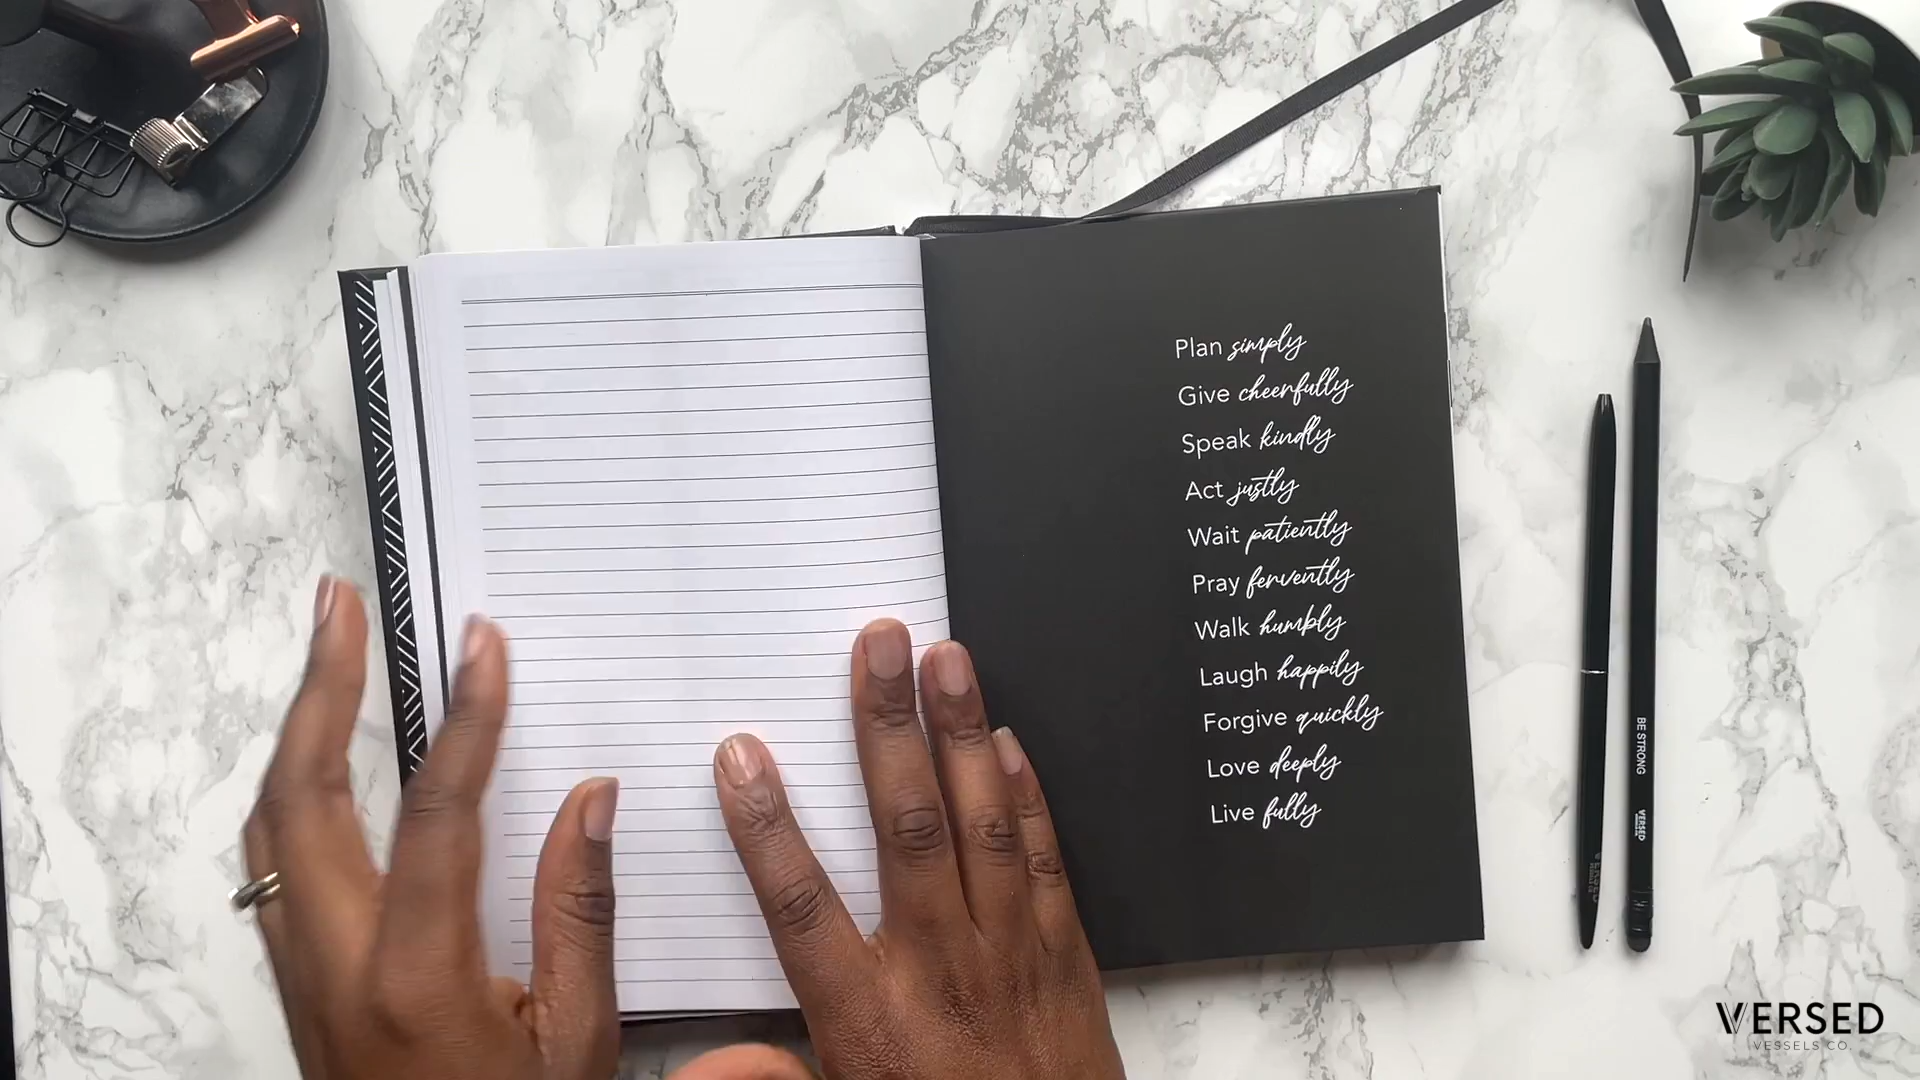 Plan simply
Give cheerfully
Speak kindly
Act justly
Wait patiently
Pray fervently
Walk humbly
Laugh happily
Forgive quickly
Love deeply
Live fully
BE STRONG
VERSED
VERSED
VESSELS CO.